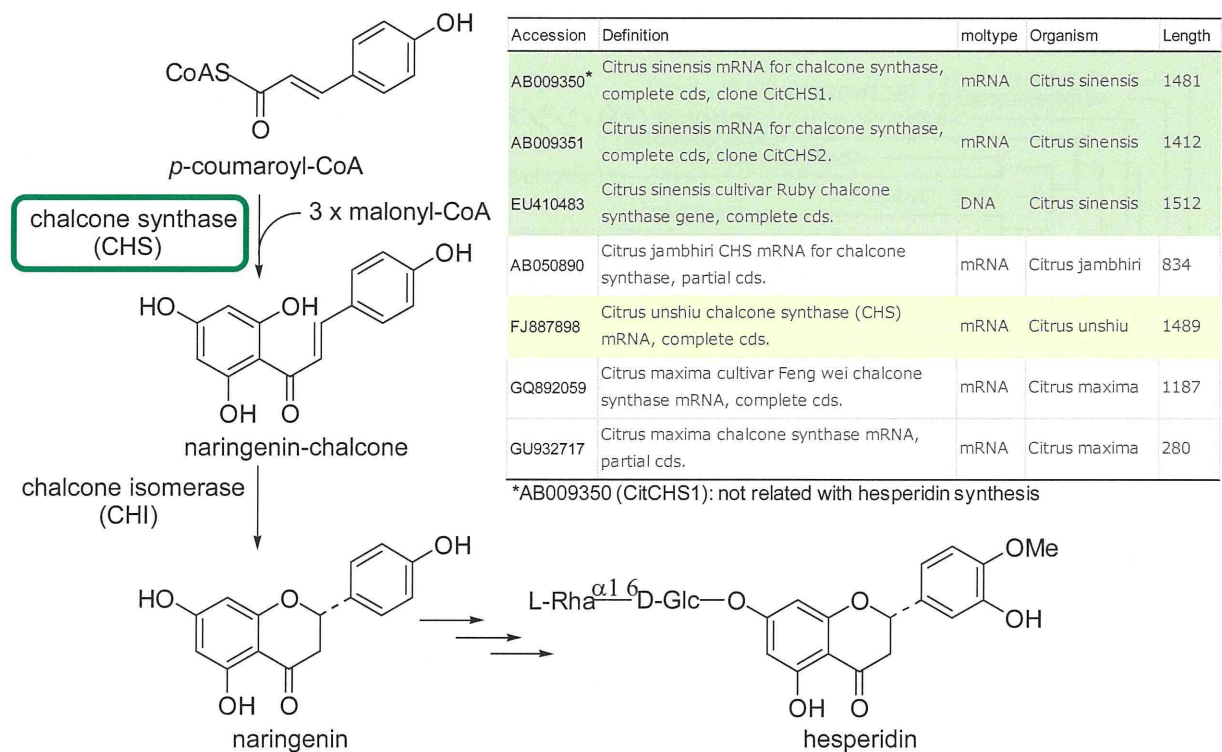 OH
CoAS
O
p-coumaroyl-CoA
chalcone synthase
(CHS)
3 x malonyl-CoA
OH
HO
OH
OH
O
naringenin-chalcone
chalcone isomerase
(CHI)
OH
HO
O
OH
O
naringenin
Accession Definition moltype Organism Length
AB009350* Citrus sinensis mRNA for chalcone synthase, mRNA Citrus sinensis 1481
complete cds, clone CitCHS1.
AB009351 Citrus sinensis mRNA for chalcone synthase, mRNA Citrus sinensis 1412
complete cds, clone CitCHS2.
EU410483 Citrus sinensis cultivar Ruby chalcone DNA Citrus sinensis 1512
synthase gene, complete cds.
AB050890 Citrus jambhiri CHS mRNA for chalcone mRNA Citrus jambhiri 834
synthase, partial cds.
FJ887898 Citrus unshiu chalcone synthase (CHS) mRNA Citrus unshiu 1489
mRNA, complete cds.
GQ892059 Citrus maxima cultivar Feng wei chalcone mRNA Citrus maxima 1187
synthase mRNA, complete cds.
GU932717 Citrus maxima chalcone synthase mRNA, mRNA Citrus maxima 280
partial cds.
*AB009350 (CitCHS1): not related with hesperidin synthesis
OMe
L-Rha α1 6 D-Glc O O
OH
OH
O
hesperidin